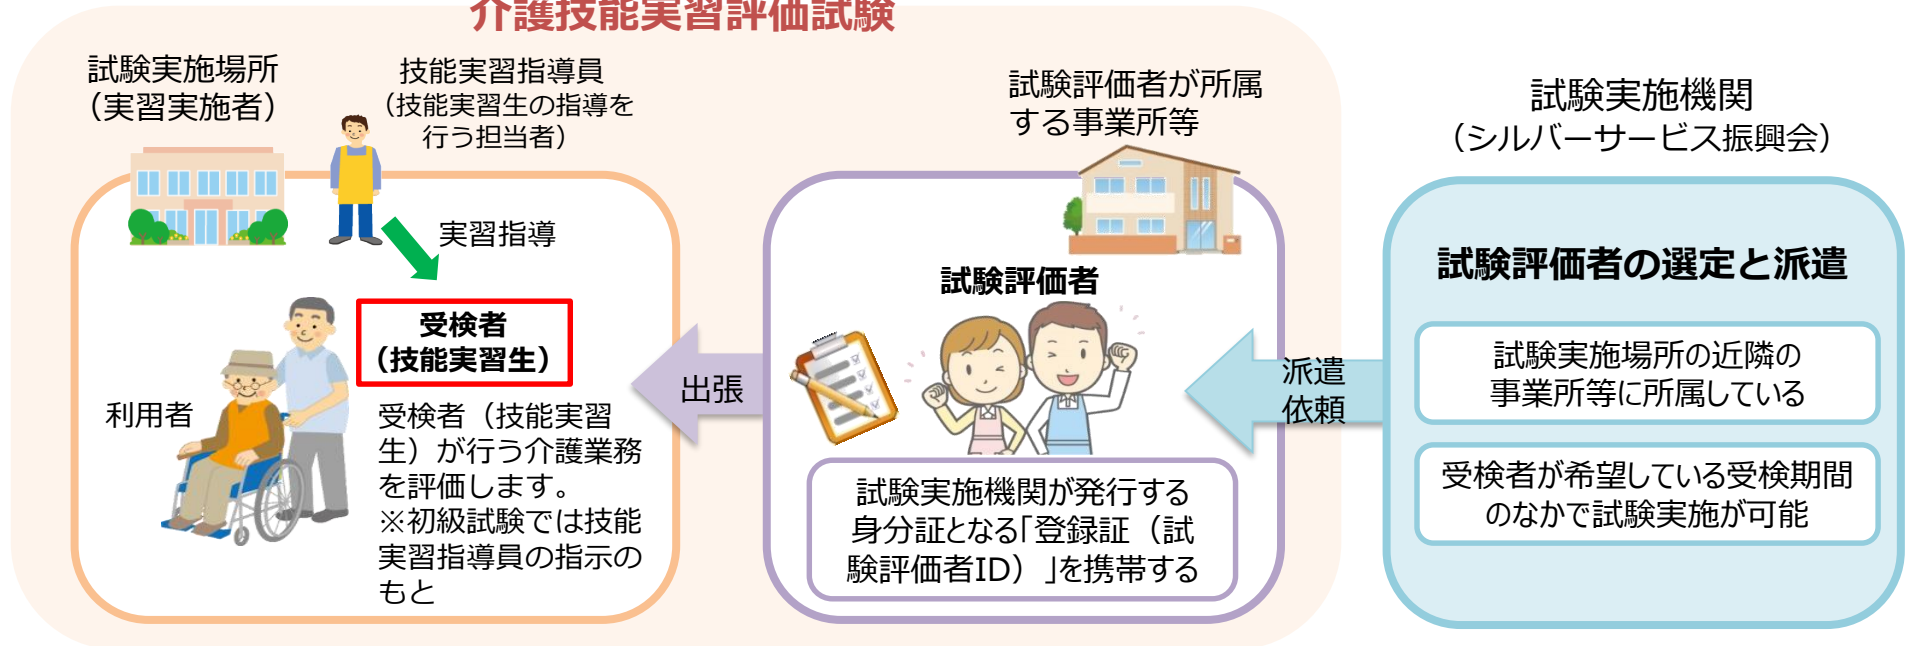 介護技能実習評価試験
試験実施場所
（実習実施者）
技能実習指導員
（技能実習生の指導を
行う担当者）
実習指導
受検者
（技能実習生）
利用者
受検者（技能実習
生）が行う介護業務
を評価します。
※初級試験では技能
実習指導員の指示の
もと
出張
試験評価者が所属
する事業所等
試験評価者
試験実施機関が発行する
身分証となる「登録証（試
験評価者ID）」を携帯する
派遣
依頼
試験実施機関
（シルバーサービス振興会）
試験評価者の選定と派遣
試験実施場所の近隣の
事業所等に所属している
受検者が希望している受検期間
のなかで試験実施が可能